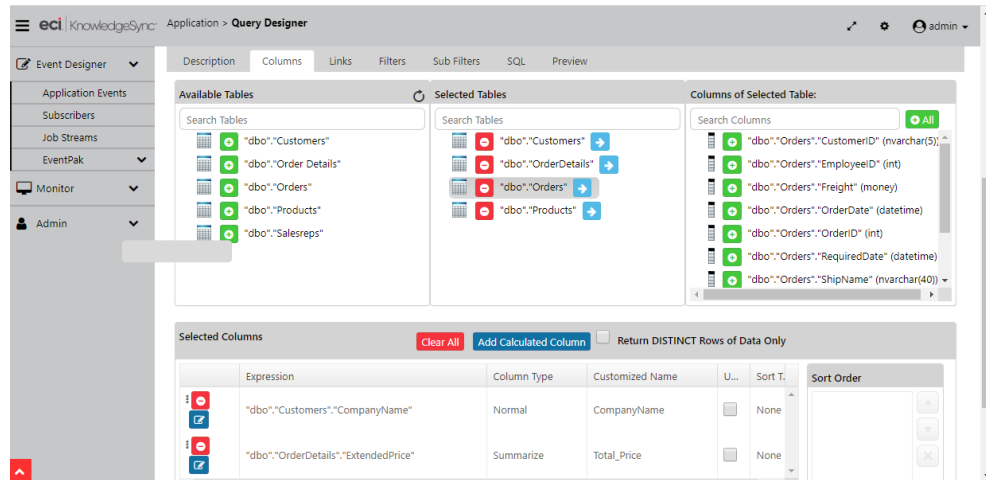 eci KnowledgeSync
Application > Query Designer
admin
Event Designer
Application Events
Subscribers
Job Streams
EventPak
Monitor
Admin
Description Columns Links Filters Sub Filters SQL Preview
Available Tables
Search Tables
"dbo"."Customers"
"dbo"."Order Details"
"dbo"."Orders"
"dbo"."Products"
"dbo"."Salesreps"
Selected Tables
Search Tables
"dbo"."Customers"
"dbo"."OrderDetails"
"dbo"."Orders"
"dbo"."Products"
Columns of Selected Table:
Search Columns
All
"dbo"."Orders"."CustomerID" (nvarchar(5))
"dbo"."Orders"."EmployeeID" (int)
"dbo"."Orders"."Freight" (money)
"dbo"."Orders"."OrderDate" (datetime)
"dbo"."Orders"."OrderID" (int)
"dbo"."Orders"."RequiredDate" (datetime)
"dbo"."Orders"."ShipName" (nvarchar(40))
Selected Columns
Clear All Add Calculated Column Return DISTINCT Rows of Data Only
Expression Column Type Customized Name U... Sort T. Sort Order
"dbo"."Customers"."CompanyName" Normal CompanyName None
"dbo"."OrderDetails"."ExtendedPrice" Summarize Total_Price None